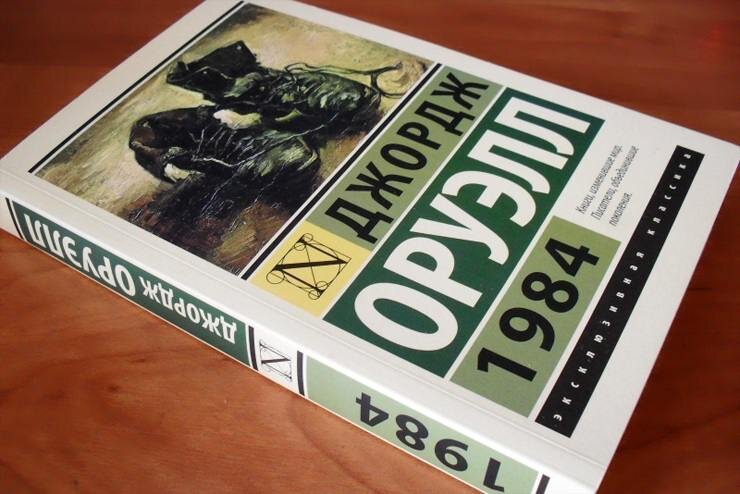 ДЖОРДЖ
ОРУЭЛЛ
1984
Книги, изменившие мир.
Писатели, объединившие
поколения.
эксклюзивная классика
N
ДЖОРДЖ ОРУЭЛЛ
N
1984